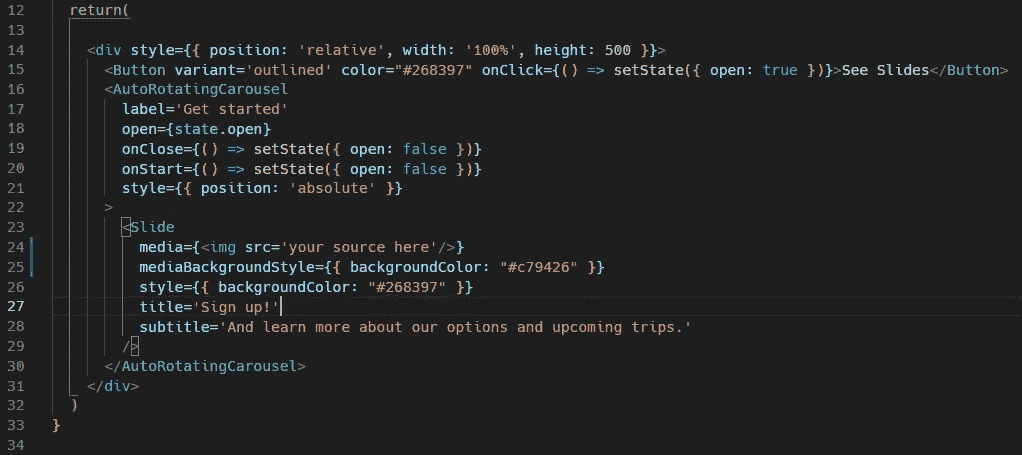 12 return(
13
14 <div style={{ position: 'relative', width: '100%', height: 500 }}>
15 <Button variant='outlined' color="#268397" onClick={() => setState({ open: true })}>See Slides</Button>
16 <AutoRotatingCarousel
17 label='Get started'
18 open={state.open}
19 onClose={() => setState({ open: false })}
20 onStart={() => setState({ open: false })}
21 style={{ position: 'absolute' }}
22 >
23 <Slide
24 media={<img src='your source here'/>}
25 mediaBackgroundStyle={{ backgroundColor: "#c79426" }}
26 style={{ backgroundColor: "#268397" }}
27 title='Sign up!'
28 subtitle='And learn more about our options and upcoming trips.'
29 />
30 </AutoRotatingCarousel>
31 </div>
32 )
33 }
34